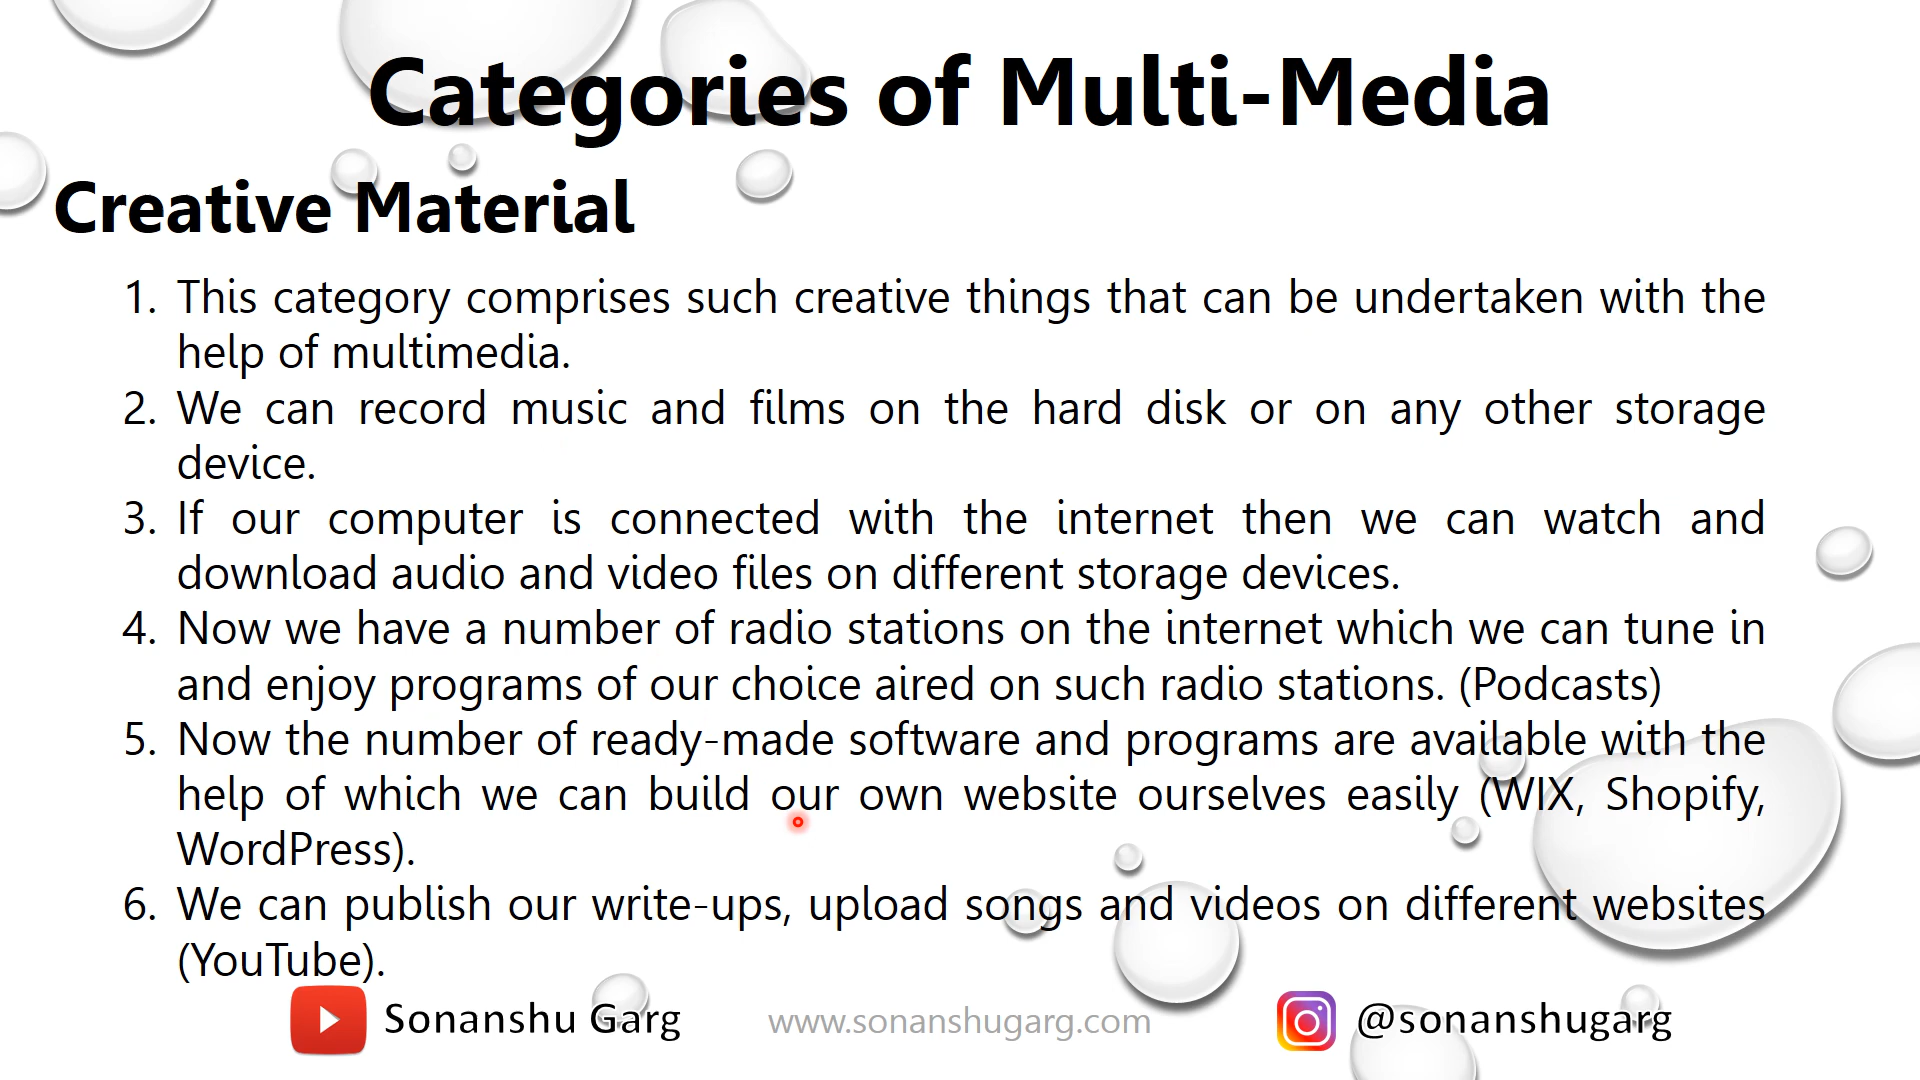 Categories of Multi-Media
Creative Material
1. This category comprises such creative things that can be undertaken with the
help of multimedia.
2. We can record music and films on the hard disk or on any other storage
device.
3. If our computer is connected with the internet then we can watch and
download audio and video files on different storage devices.
4. Now we have a number of radio stations on the internet which we can tune in
and enjoy programs of our choice aired on such radio stations. (Podcasts)
5. Now the number of ready-made software and programs are available with the
help of which we can build our own website ourselves easily (WIX, Shopify,
WordPress).
6. We can publish our write-ups, upload songs and videos on different websites
(YouTube).
Sonanshu Garg www.sonanshugarg.com @sonanshugarg